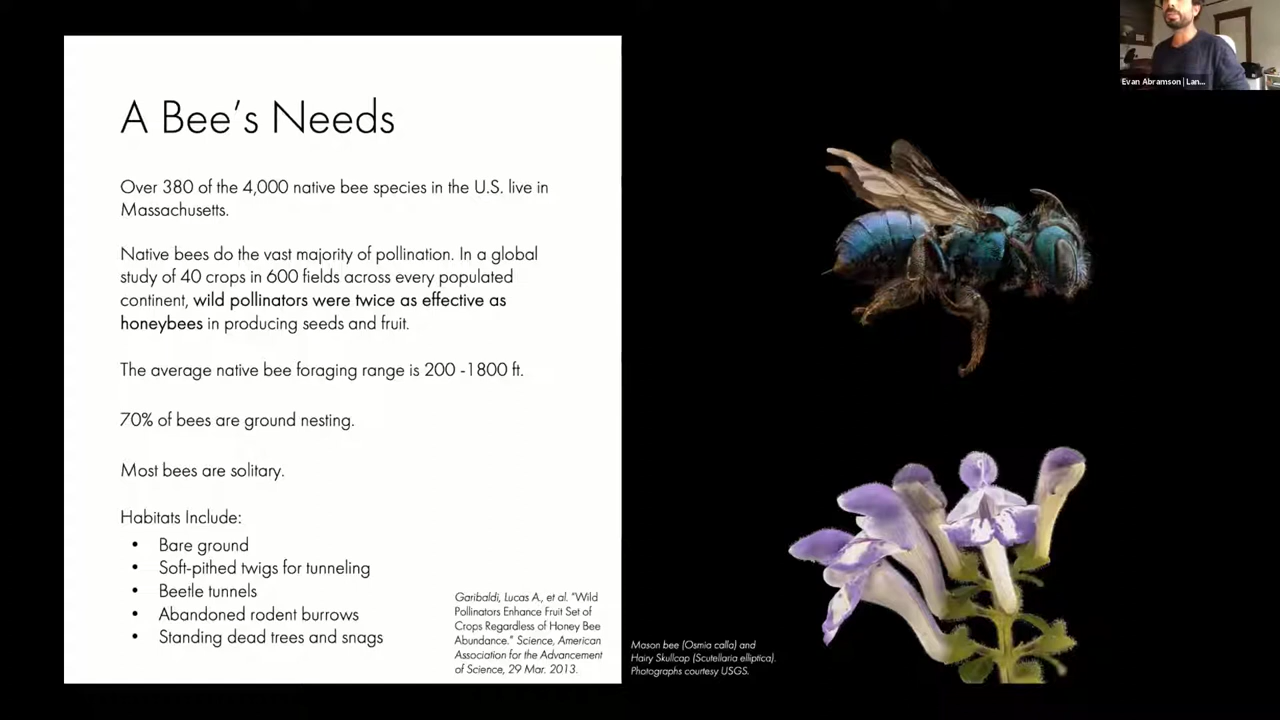 A Bee's Needs
Over 380 of the 4,000 native bee species in the U.S. live in
Massachusetts.
Native bees do the vast majority of pollination. In a global
study of 40 crops in 600 fields across every populated
continent, wild pollinators were twice as effective as
honeybees in producing seeds and fruit.
The average native bee foraging range is 200 -1800 ft.
70% of bees are ground nesting.
Most bees are solitary.
Habitats Include:
• Bare ground
• Soft-pithed twigs for tunneling
• Beetle tunnels
• Abandoned rodent burrows
• Standing dead trees and snags
Garibaldi, Lucas A., et al. "Wild
Pollinators Enhance Fruit Set of
Crops Regardless of Honey Bee
Abundance." Science, American
Association for the Advancement
of Science, 29 Mar. 2013.
Mason bee (Osmia calla) and
Hairy Skullcap (Scutellaria elliptica).
Photographs courtesy USGS.
Evan Abramson | Lan...